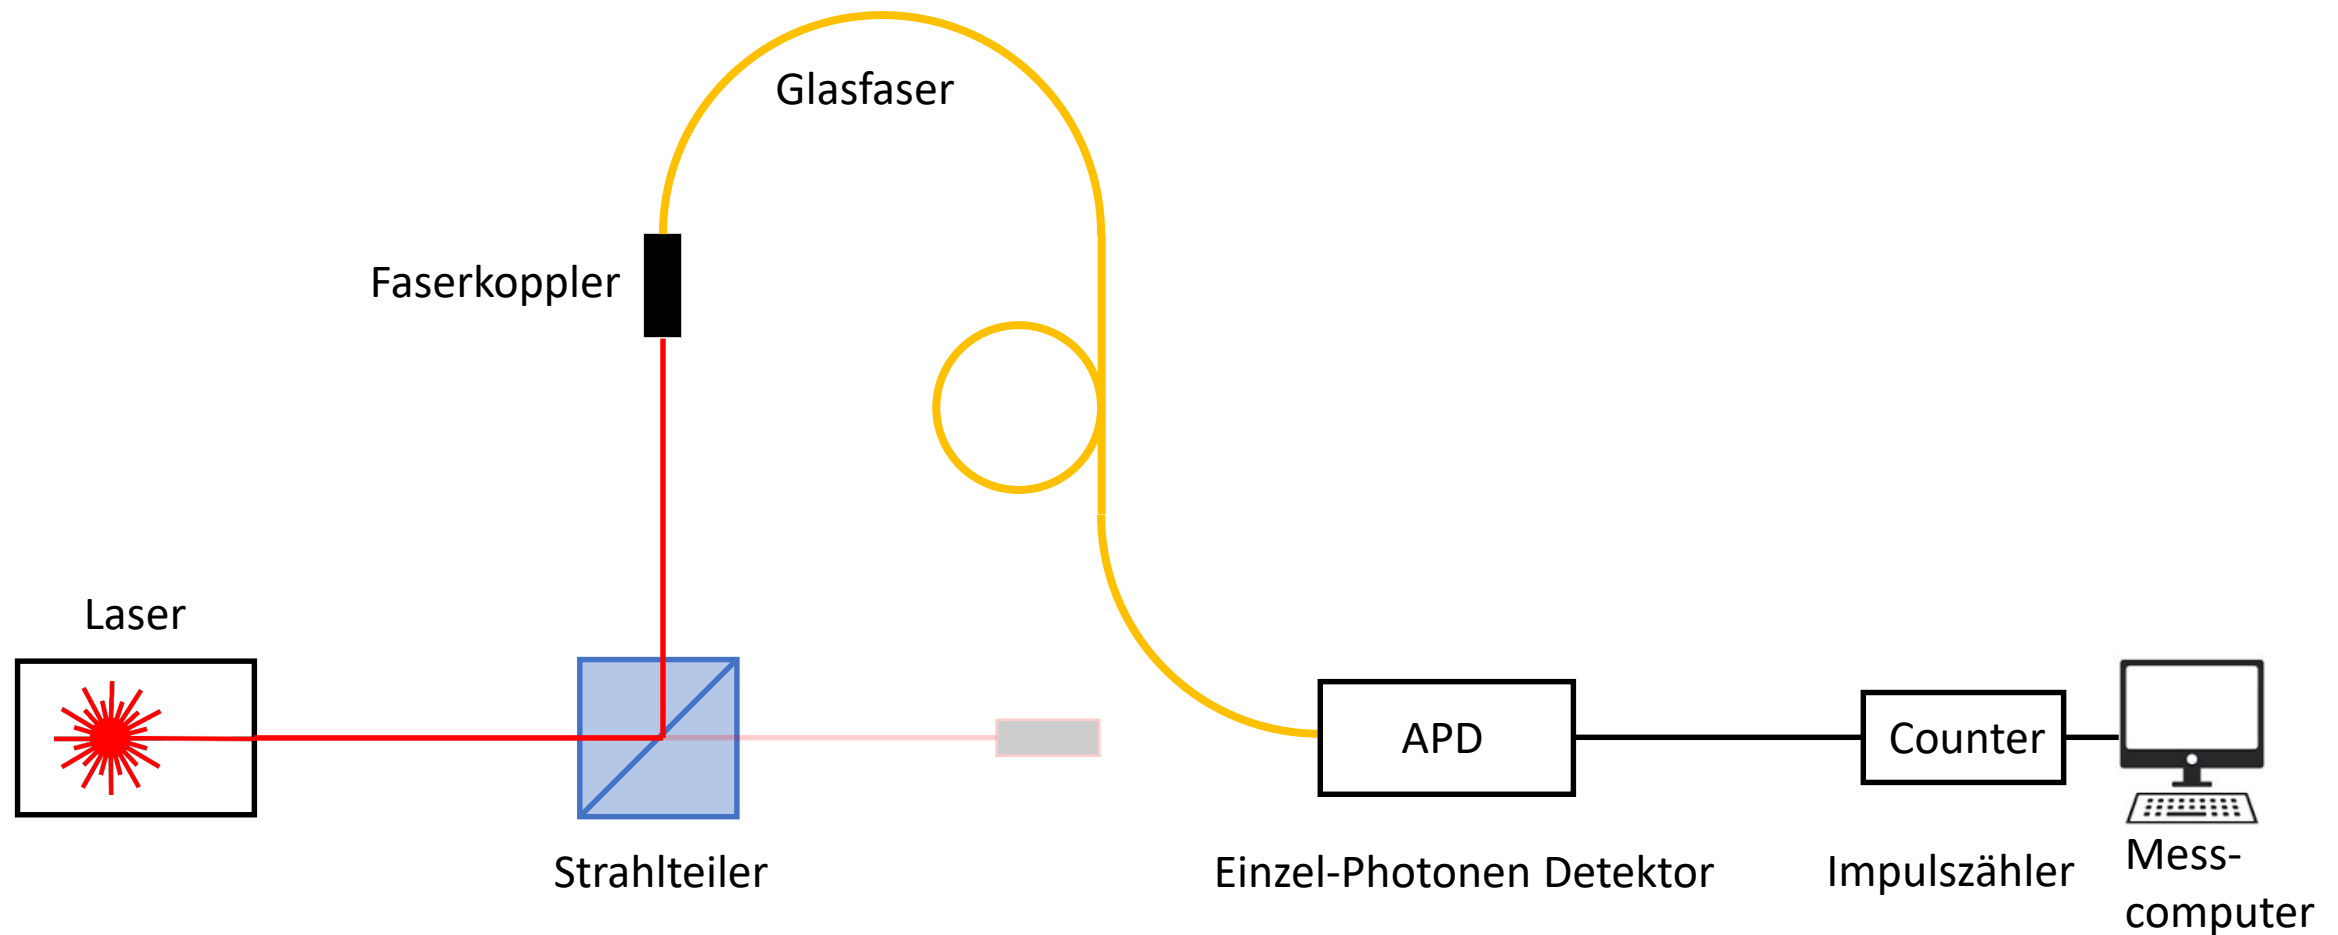 Glasfaser
Faserkoppler
Laser
APD
Counter
Strahlteiler
Einzel-Photonen Detektor
Impulszähler
Mess-
computer